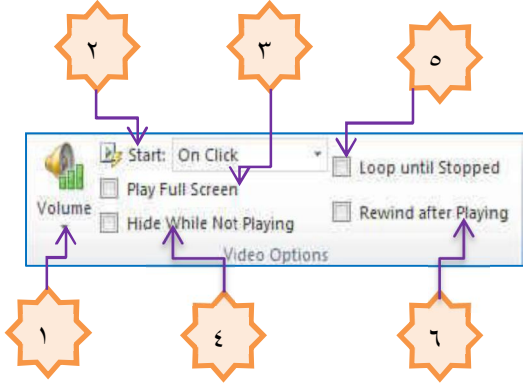 ٢
٣
٥
Start: On Click
Loop until Stopped
Play Full Screen
Volume
Rewind after Playing
Hide While Not Playing
Video Options
١
٤
٦